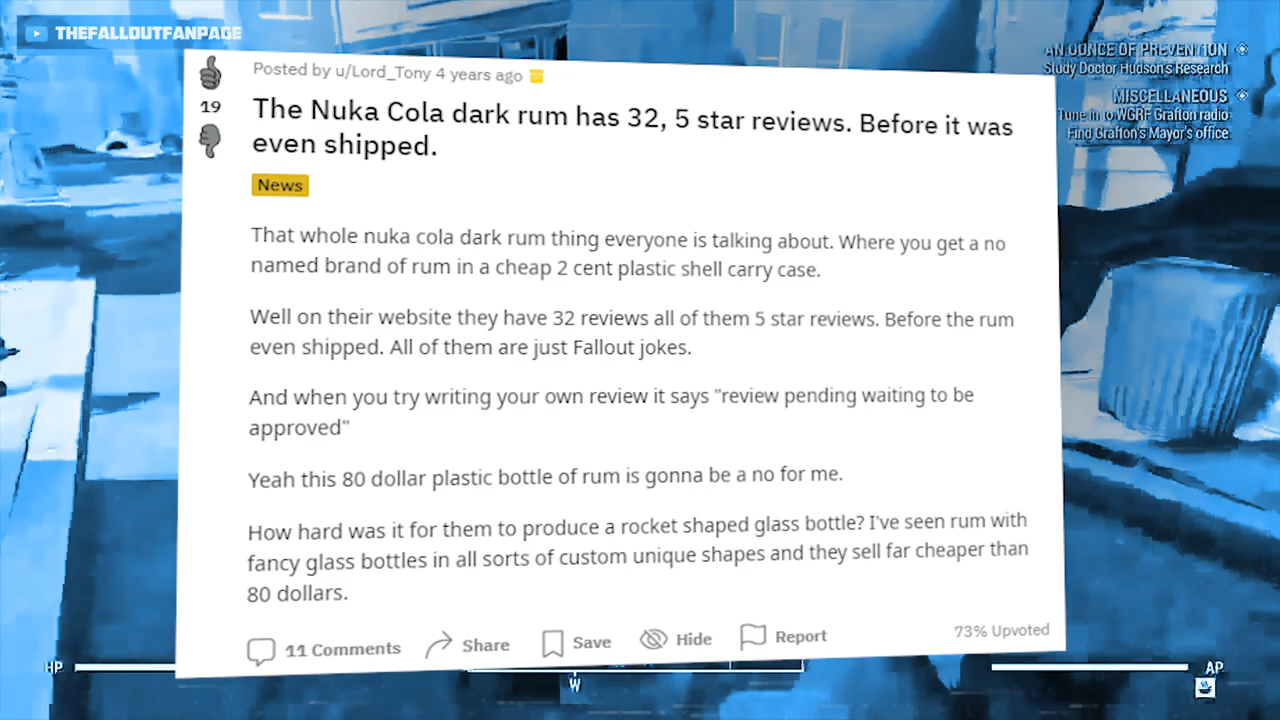 THEFALLOUTFANPAGE
AN OUNCE OF PREVENTION
Study Doctor Hudson's Research
MISCELLANEOUS
Tune in to WGRF Grafton radio
Find Grafton's Mayor's office
Posted by u/Lord_Tony 4 years ago
19
The Nuka Cola dark rum has 32, 5 star reviews. Before it was
even shipped.
News
That whole nuka cola dark rum thing everyone is talking about. Where you get a no
named brand of rum in a cheap 2 cent plastic shell carry case.
Well on their website they have 32 reviews all of them 5 star reviews. Before the rum
even shipped. All of them are just Fallout jokes.
And when you try writing your own review it says "review pending waiting to be
approved"
Yeah this 80 dollar plastic bottle of rum is gonna be a no for me.
How hard was it for them to produce a rocket shaped glass bottle? I've seen rum with
fancy glass bottles in all sorts of custom unique shapes and they sell far cheaper than
80 dollars.
11 Comments Share Save Hide Report 73% Upvoted
HP
W
AP